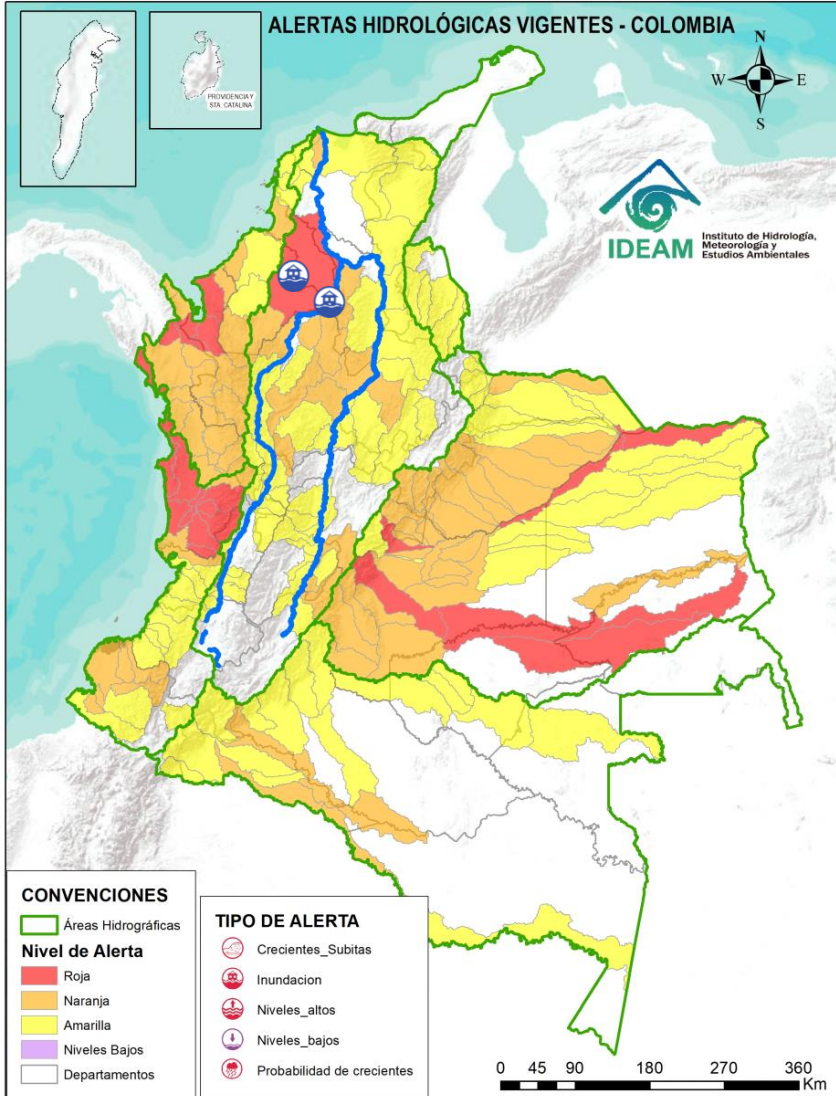 ALERTAS HIDROLÓGICAS VIGENTES - COLOMBIA
PROVIDENCIA Y
STA. CATALINA
N
W
E
S
IDEAM
Instituto de Hidrología,
Meteorología y
Estudios Ambientales
CONVENCIONES
Áreas Hidrográficas
Nivel de Alerta
Roja
Naranja
Amarilla
Niveles Bajos
Departamentos
TIPO DE ALERTA
Crecientes_Subitas
Inundacion
Niveles_altos
Niveles_bajos
Probabilidad de crecientes
0 45 90 180 270 360
Km